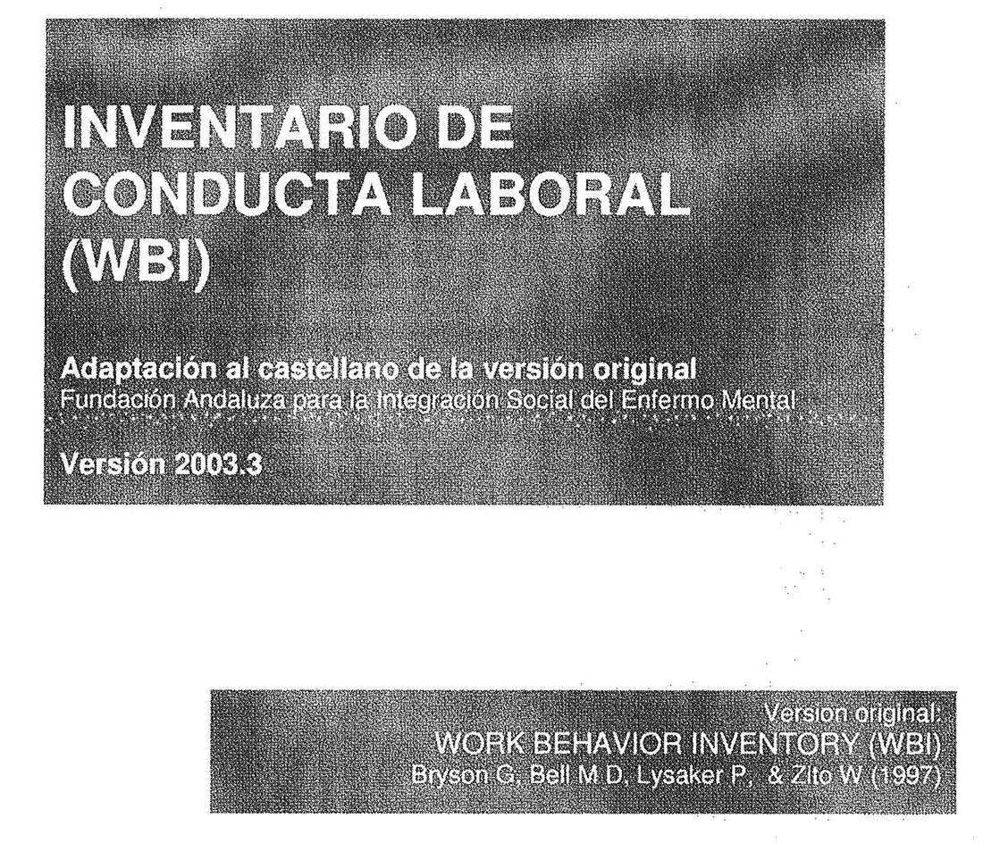 INVENTARIO DE
CONDUCTA LABORAL
(WBI)
Adaptación al castellano de la versión original
Fundación Andaluza para la Integración Social del Enfermo Mental
Versión 2003.3
Version original:
WORK BEHAVIOR INVENTORY (WBI)
Bryson G, Bell M D, Lysaker P, & Zito W (1997)